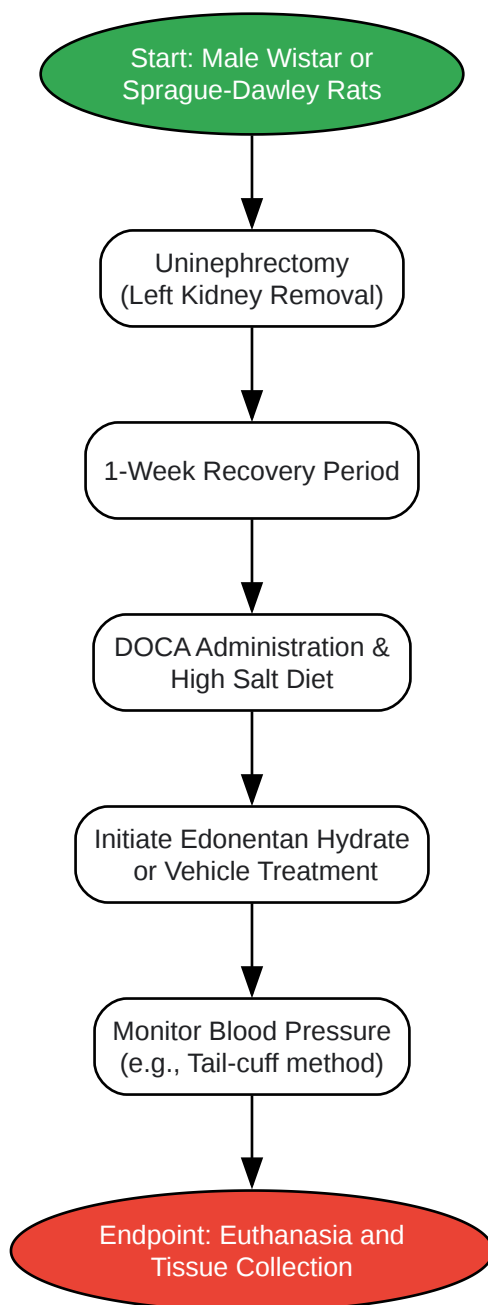 Start: Male Wistar or
Sprague-Dawley Rats
Uninephrectomy
(Left Kidney Removal)
1-Week Recovery Period
DOCA Administration &
High Salt Diet
Initiate Edonentan Hydrate
or Vehicle Treatment
Monitor Blood Pressure
(e.g., Tail-cuff method)
Endpoint: Euthanasia and
Tissue Collection